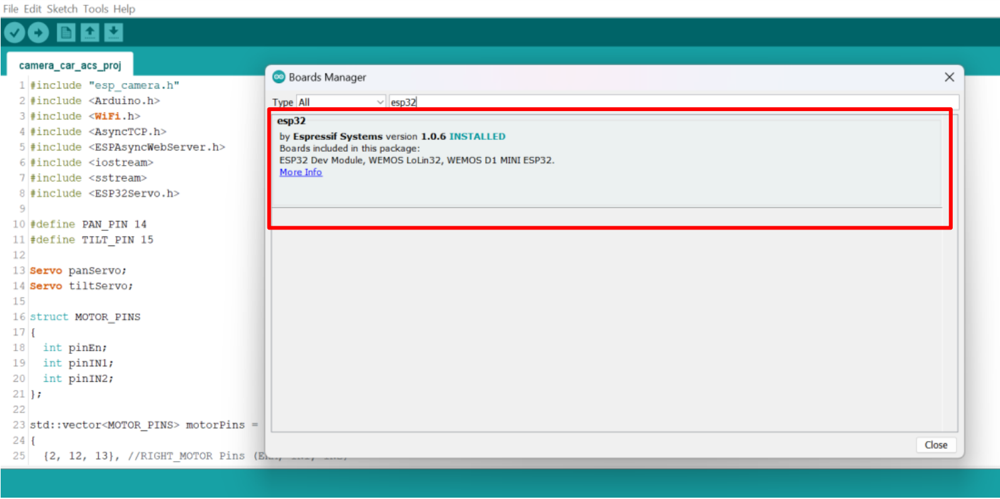 File Edit Sketch Tools Help
camera_car_acs_proj
1 #include "esp_camera.h"
2 #include <Arduino.h>
3 #include <WiFi.h>
4 #include <AsyncTCP.h>
5 #include <ESPAsyncWebServer.h>
6 #include <iostream>
7 #include <sstream>
8 #include <ESP32Servo.h>
9
10 #define PAN_PIN 14
11 #define TILT_PIN 15
12
13 Servo panServo;
14 Servo tiltServo;
15
16 struct MOTOR_PINS
17 {
18   int pinEn;
19   int pinIN1;
20   int pinIN2;
21 };
22
23 std::vector<MOTOR_PINS> motorPins =
24 {
25   {2, 12, 13}, //RIGHT_MOTOR Pins
Boards Manager
Type All esp32
esp32
by Espressif Systems version 1.0.6 INSTALLED
Boards included in this package:
ESP32 Dev Module, WEMOS LoLin32, WEMOS D1 MINI ESP32.
More Info
Close